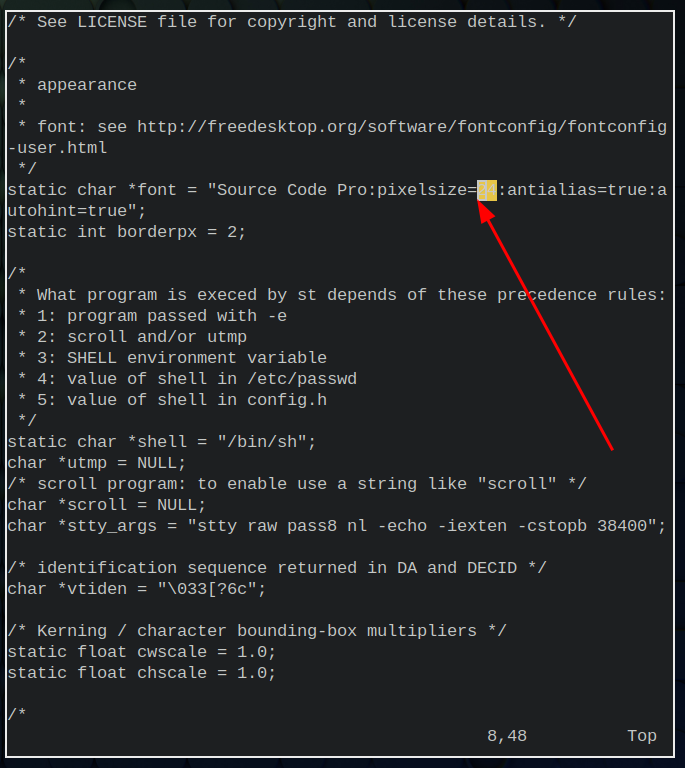 /* See LICENSE file for copyright and license details. */
/*
 * appearance
 *
 * font: see http://freedesktop.org/software/fontconfig/fontconfig
-user.html
 */
static char *font = "Source Code Pro:pixelsize= :antialias=true:a
utohint=true";
static int borderpx = 2;
/*
 * What program is execed by st depends of these precedence rules:
 * 1: program passed with -e
 * 2: scroll and/or utmp
 * 3: SHELL environment variable
 * 4: value of shell in /etc/passwd
 * 5: value of shell in config.h
 */
static char *shell = "/bin/sh";
char *utmp = NULL;
/* scroll program: to enable use a string like "scroll" */
char *scroll = NULL;
char *stty_args = "stty raw pass8 nl -echo -iexten -cstopb 38400";
/* identification sequence returned in DA and DECID */
char *vtiden = "\033[?6c";
/* Kerning / character bounding-box multipliers */
static float cwscale = 1.0;
static float chscale = 1.0;
/*
8,48 Top